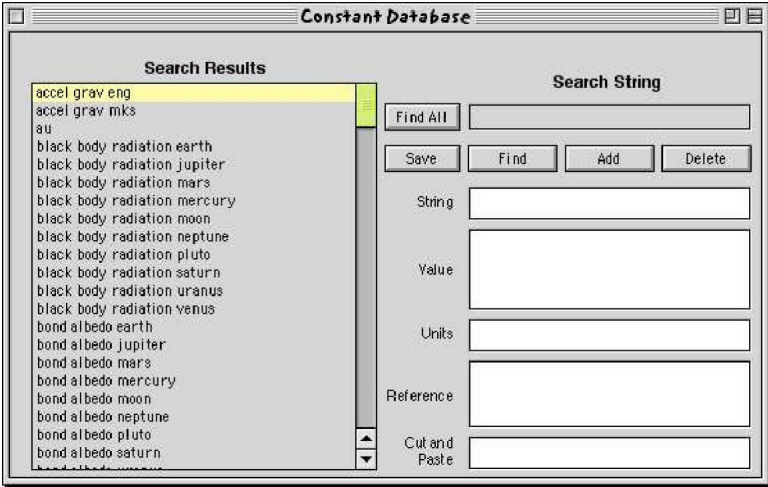 Constant Database
Search Results
accel grav eng
accel grav mks
au
black body radiation earth
black body radiation jupiter
black body radiation mars
black body radiation mercury
black body radiation moon
black body radiation neptune
black body radiation pluto
black body radiation saturn
black body radiation uranus
black body radiation venus
bond albedo earth
bond albedo jupiter
bond albedo mars
bond albedo mercury
bond albedo moon
bond albedo neptune
bond albedo pluto
bond albedo saturn
Search String
Find All
Save Find Add Delete
String
Value
Units
Reference
Cut and
Paste